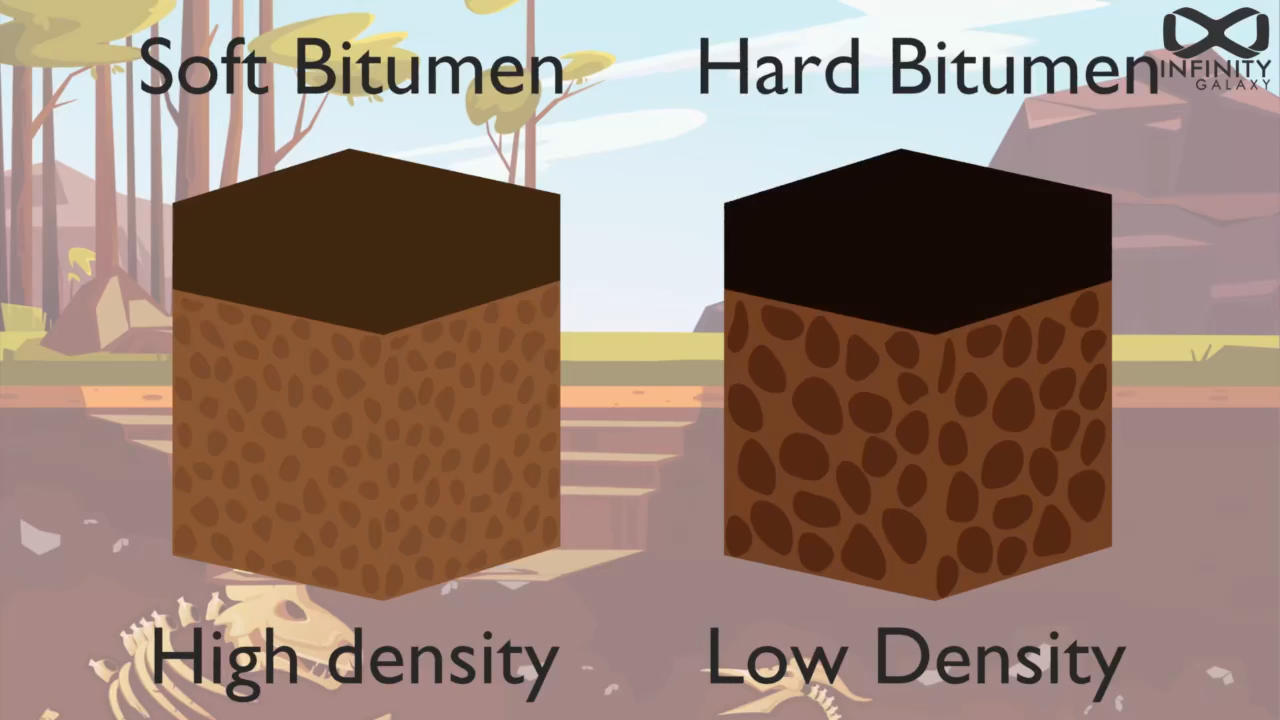 Soft Bitumen
Hard Bitumen
INFINITY
GALAXY
High density
Low Density